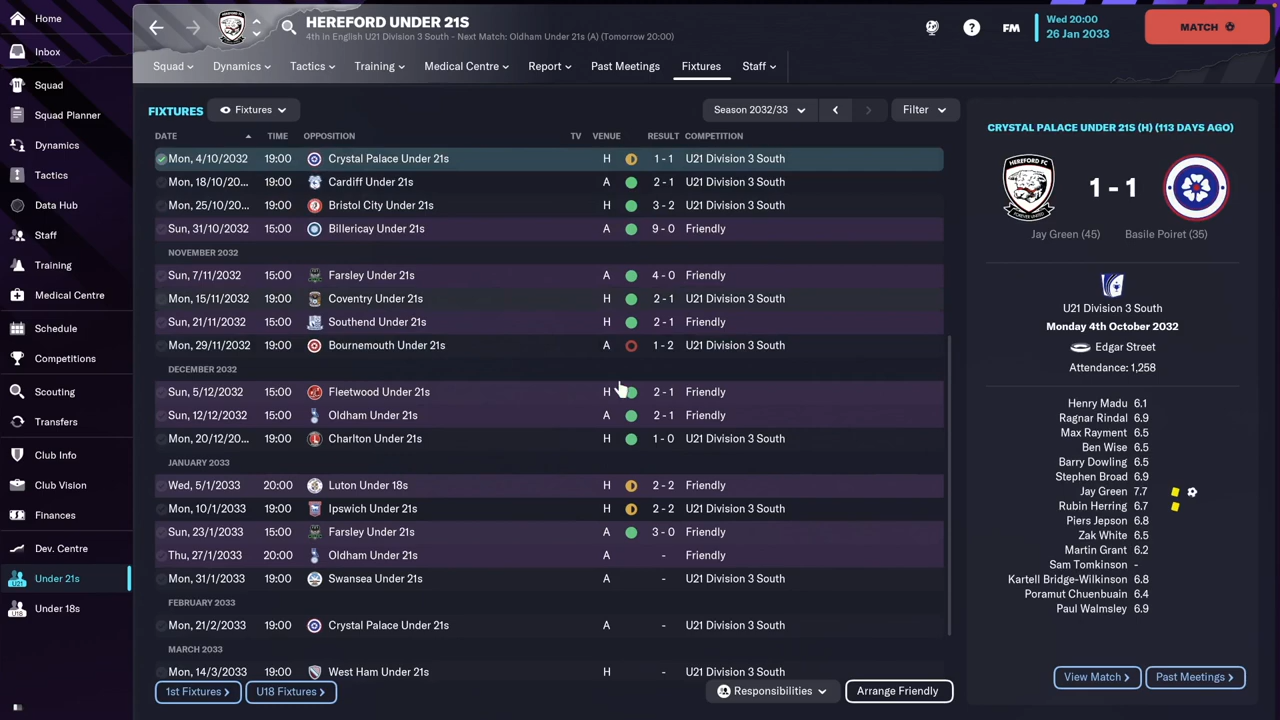 Home
Inbox
Squad
Squad Planner
Dynamics
Tactics
Data Hub
Staff
Training
Medical Centre
Schedule
Competitions
Scouting
Transfers
Club Info
Club Vision
Finances
Dev. Centre
Under 21s
Under 18s
HEREFORD UNDER 21S
4th In English U21 Division 3 South - Next Match: Oldham Under 21s (A) (Tomorrow 20:00)
? FM Wed 20:00
26 Jan 2033
MATCH
Squad Dynamics Tactics Training Medical Centre Report Past Meetings Fixtures Staff
FIXTURES Fixtures Season 2032/33 Filter
DATE TIME OPPOSITION TV VENUE RESULT COMPETITION
Mon, 4/10/2032 19:00 Crystal Palace Under 21s H 1 - 1 U21 Division 3 South
Mon, 18/10/20... 19:00 Cardiff Under 21s A 2 - 1 U21 Division 3 South
Mon, 25/10/20... 19:00 Bristol City Under 21s H 3 - 2 U21 Division 3 South
Sun, 31/10/2032 15:00 Billericay Under 21s A 9 - 0 Friendly
NOVEMBER 2032
Sun, 7/11/2032 15:00 Farsley Under 21s A 4 - 0 Friendly
Mon, 15/11/2032 19:00 Coventry Under 21s H 2 - 1 U21 Division 3 South
Sun, 21/11/2032 15:00 Southend Under 21s H 2 - 1 Friendly
Mon, 29/11/2032 19:00 Bournemouth Under 21s A 1 - 2 U21 Division 3 South
DECEMBER 2032
Sun, 5/12/2032 15:00 Fleetwood Under 21s H 2 - 1 Friendly
Sun, 12/12/2032 15:00 Oldham Under 21s A 2 - 1 Friendly
Mon, 20/12/20... 19:00 Charlton Under 21s H 1 - 0 U21 Division 3 South
JANUARY 2033
Wed, 5/1/2033 20:00 Luton Under 18s H 2 - 2 Friendly
Mon, 10/1/2033 19:00 Ipswich Under 21s H 2 - 2 U21 Division 3 South
Sun, 23/1/2033 15:00 Farsley Under 21s A 3 - 0 Friendly
Thu, 27/1/2033 20:00 Oldham Under 21s A - Friendly
Mon, 31/1/2033 19:00 Swansea Under 21s A - U21 Division 3 South
FEBRUARY 2033
Mon, 21/2/2033 19:00 Crystal Palace Under 21s A - U21 Division 3 South
MARCH 2033
Mon, 14/3/2033 19:00 West Ham Under 21s H - U21 Division 3 South
1st Fixtures > U18 Fixtures > Responsibilities Arrange Friendly
CRYSTAL PALACE UNDER 21S (H) (113 DAYS AGO)
HEREFORD FC
FOREVER UNITED
1 - 1
Jay Green (45) Basile Poiret (35)
U21 Division 3 South
Monday 4th October 2032
Edgar Street
Attendance: 1,258
Henry Madu 6.1
Ragnar Rindal 6.9
Max Rayment 6.5
Ben Wise 6.5
Barry Dowling 6.5
Stephen Broad 6.9
Jay Green 7.7
Rubin Herring 6.7
Piers Jepson 6.8
Zak White 6.5
Martin Grant 6.2
Sam Tomkinson -
Kartell Bridge-Wilkinson 6.8
Poramut Chuenbuain 6.4
Paul Walmsley 6.9
View Match > Past Meetings >